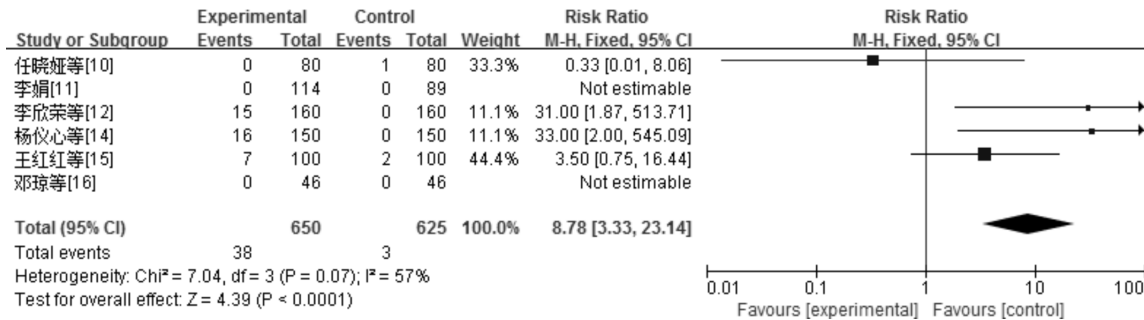 Experimental Control Risk Ratio Risk Ratio
Study or Subgroup Events Total Events Total Weight M-H, Fixed, 95% CI M-H, Fixed, 95% CI
任晓娅等[10] 0 80 1 80 33.3% 0.33 [0.01, 8.06]
李娟[11] 0 114 0 89 Not estimable
李欣荣等[12] 15 160 0 160 11.1% 31.00 [1.87, 513.71]
杨仪心等[14] 16 150 0 150 11.1% 33.00 [2.00, 545.09]
王红红等[15] 7 100 2 100 44.4% 3.50 [0.75, 16.44]
邓琼等[16] 0 46 0 46 Not estimable
Total (95% CI) 650 625 100.0% 8.78 [3.33, 23.14]
Total events 38 3
Heterogeneity: Chi² = 7.04, df = 3 (P = 0.07); I² = 57%
Test for overall effect: Z = 4.39 (P < 0.0001)
0.01 0.1 1 10 100
Favours [experimental] Favours [control]